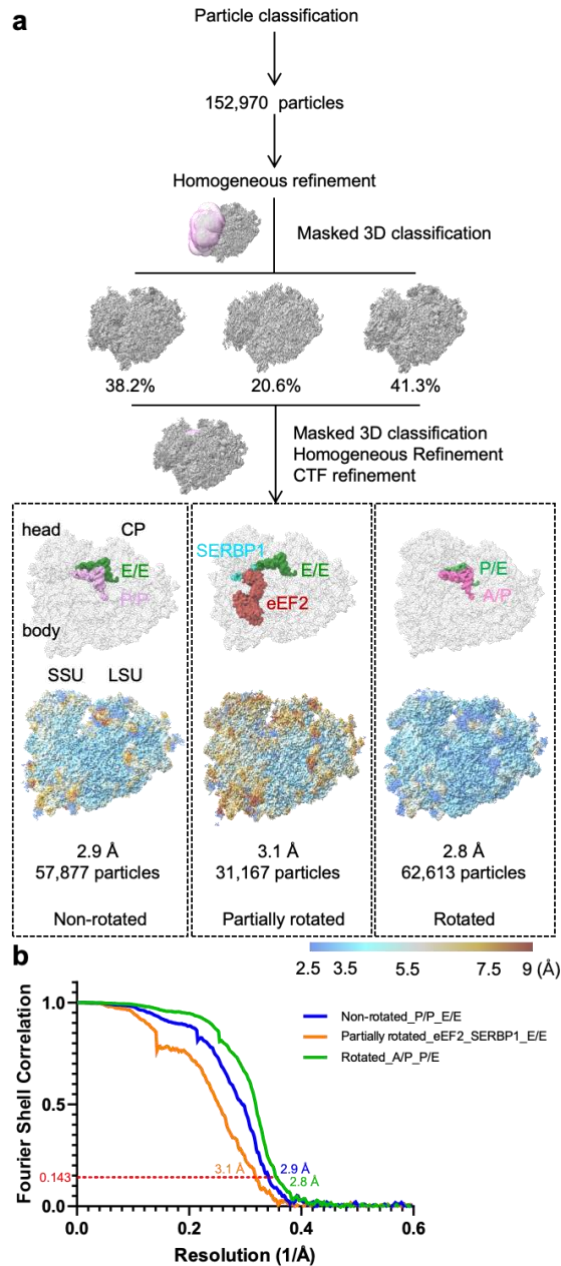 a
Particle classification
152,970 particles
Homogeneous refinement
Masked 3D classification
38.2%
20.6%
41.3%
Masked 3D classification
Homogeneous Refinement
CTF refinement
head
CP
E/E
P/P
body
SSU
LSU
SERBP1
E/E
eEF2
P/E
A/P
2.9 Å
57,877 particles
Non-rotated
3.1 Å
31,167 particles
Partially rotated
2.8 Å
62,613 particles
Rotated
2.5 3.5 5.5 7.5 9 (Å)
b
Fourier Shell Correlation
1.0
0.5
0.143
0.0
3.1 Å
2.9 Å
2.8 Å
Non-rotated_P/P_E/E
Partially rotated_eEF2_SERBP1_E/E
Rotated_A/P_P/E
0.0 0.2 0.4 0.6
Resolution (1/Å)